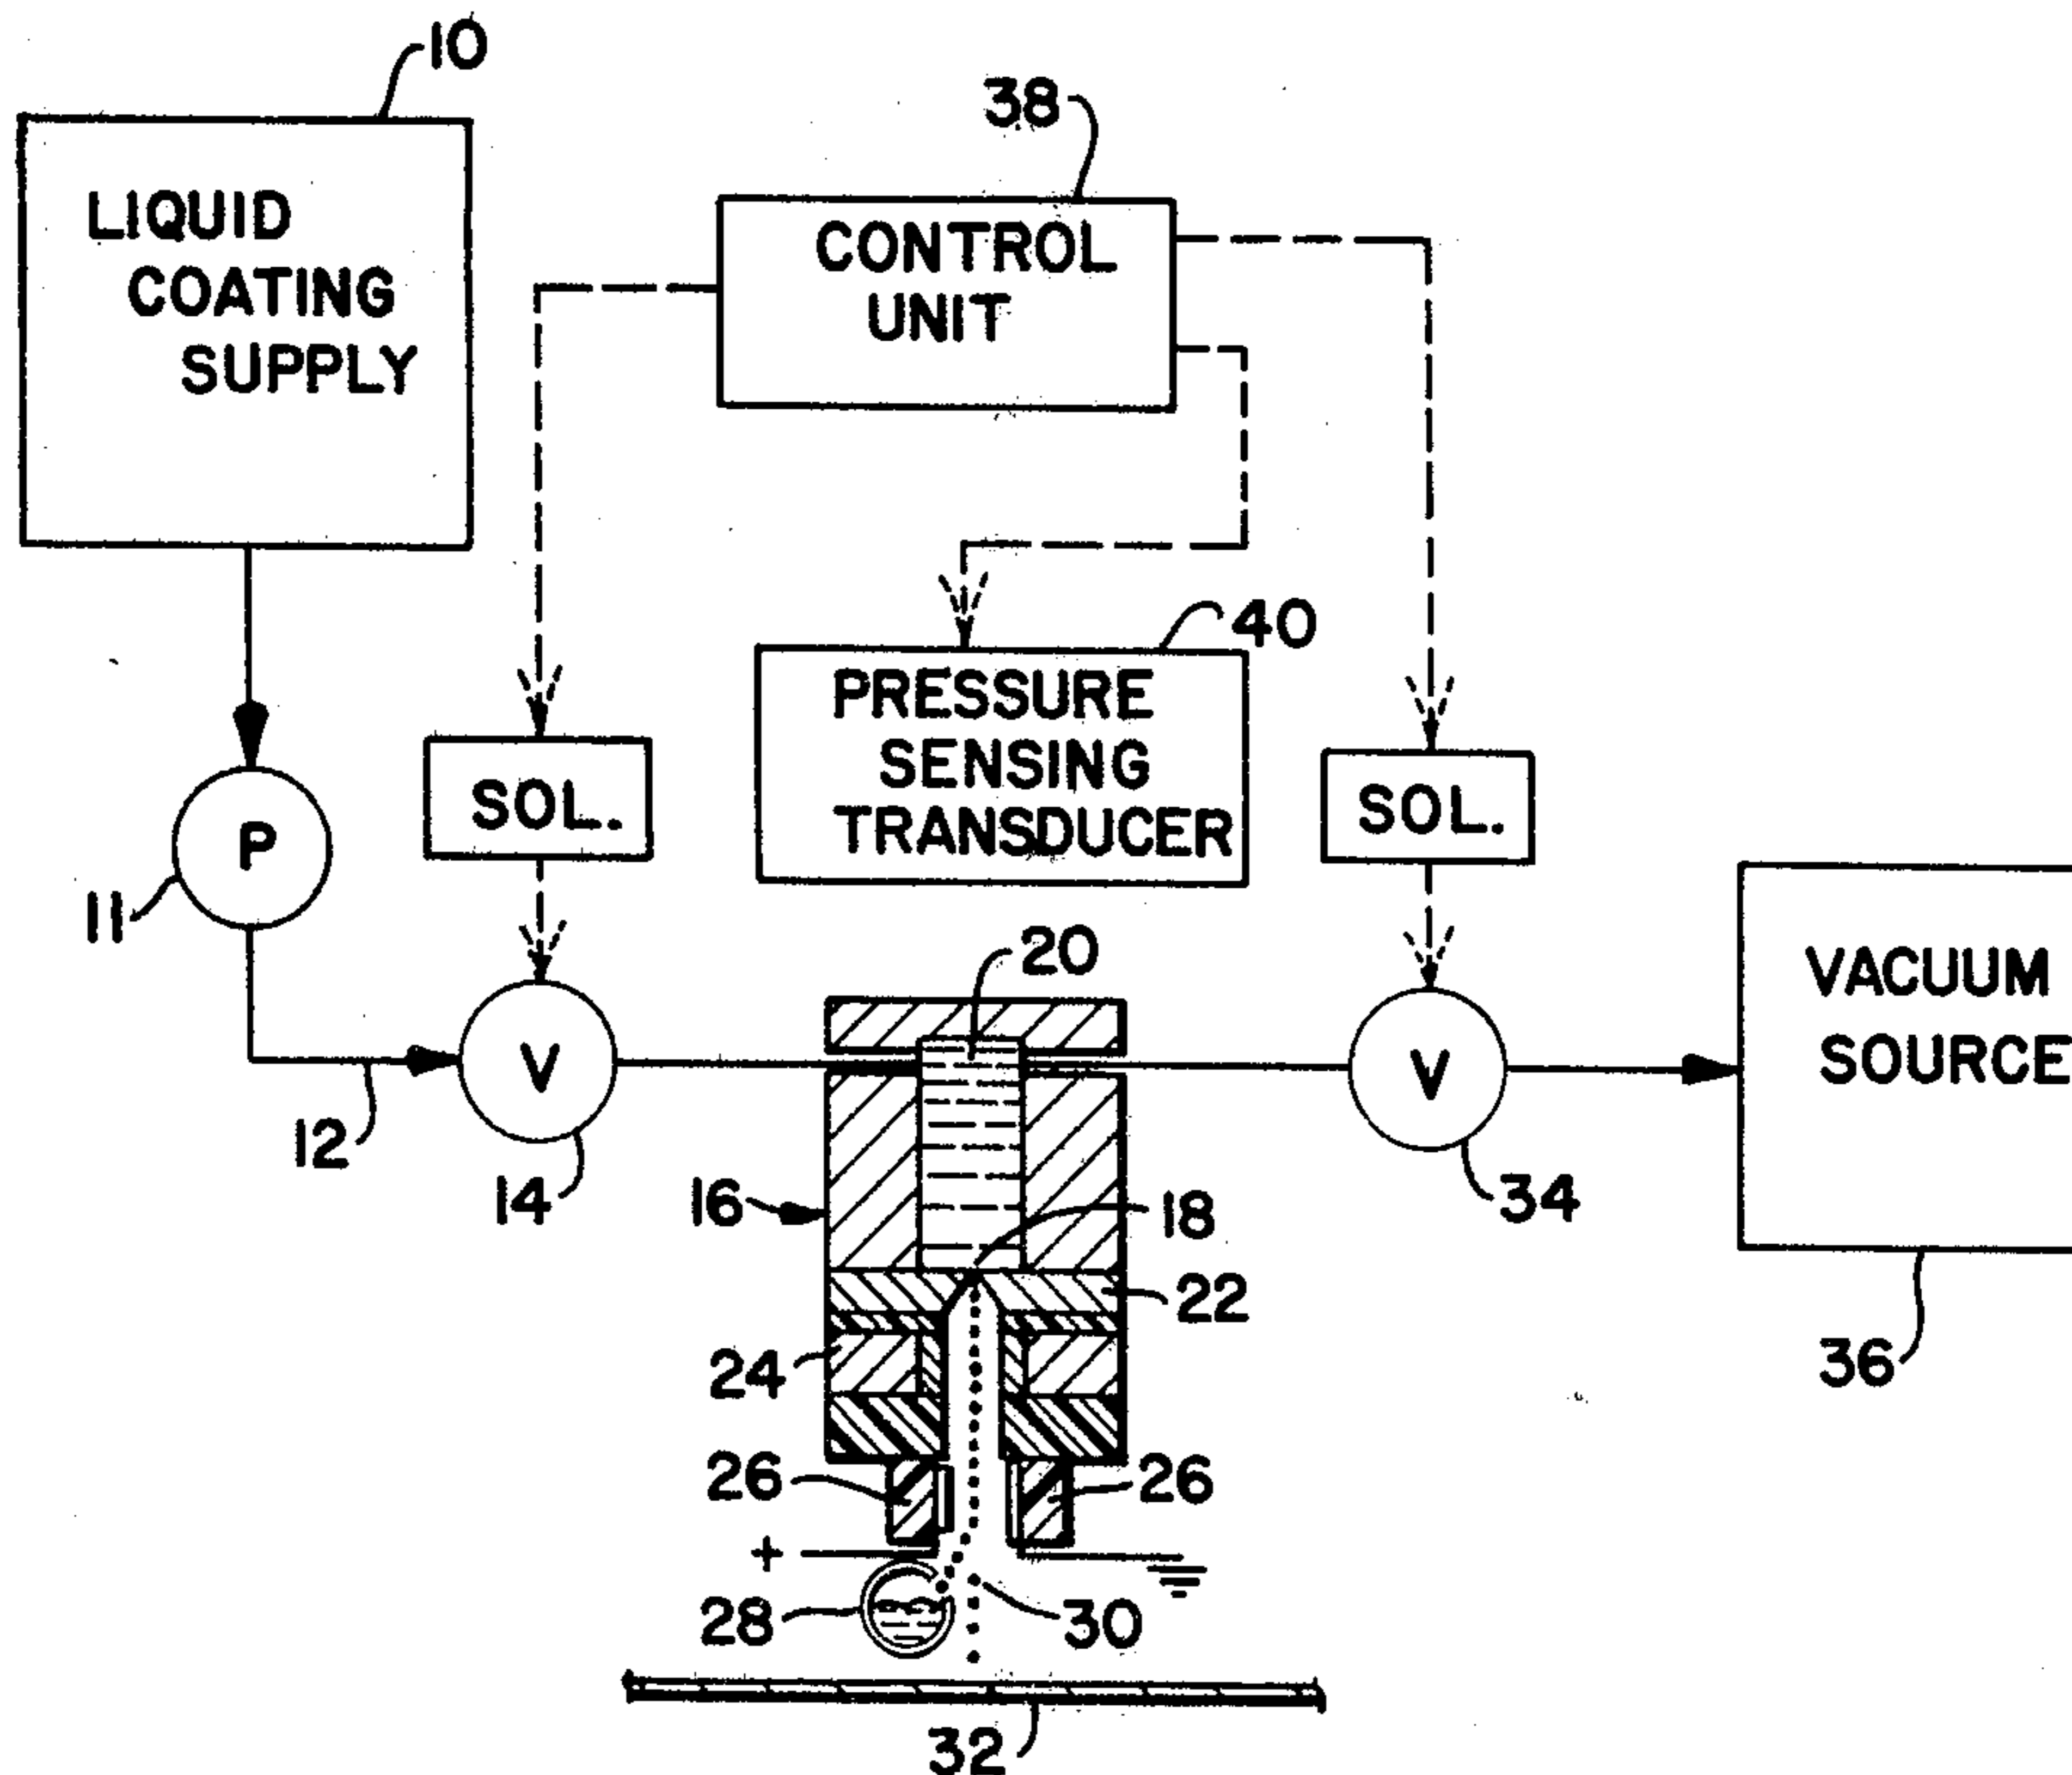 10
LIQUID
COATING
SUPPLY
38
CONTROL
UNIT
40
PRESSURE
SENSING
TRANSDUCER
SOL.
SOL.
P
11
12
V
14
20
V
34
VACUUM
SOURCE
36
16
18
22
24
26
26
+
28
30
32